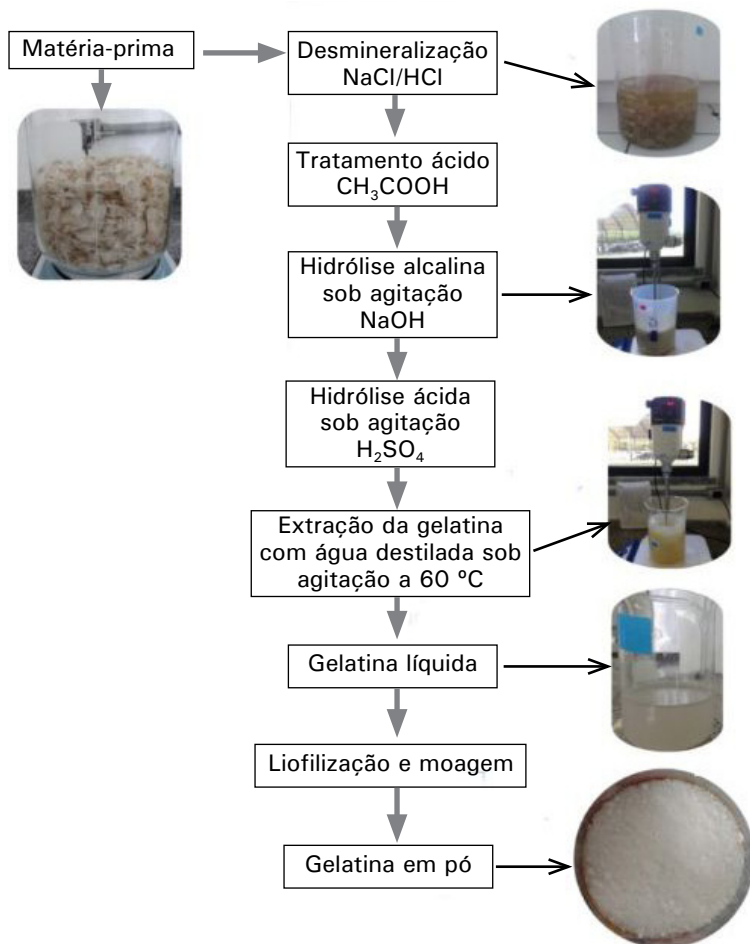 Matéria-prima
Desmineralização
NaCl/HCl
Tratamento ácido
CH₃COOH
Hidrólise alcalina
sob agitação
NaOH
Hidrólise ácida
sob agitação
H₂SO₄
Extração da gelatina
com água destilada sob
agitação a 60 ºC
Gelatina líquida
Liofilização e moagem
Gelatina em pó